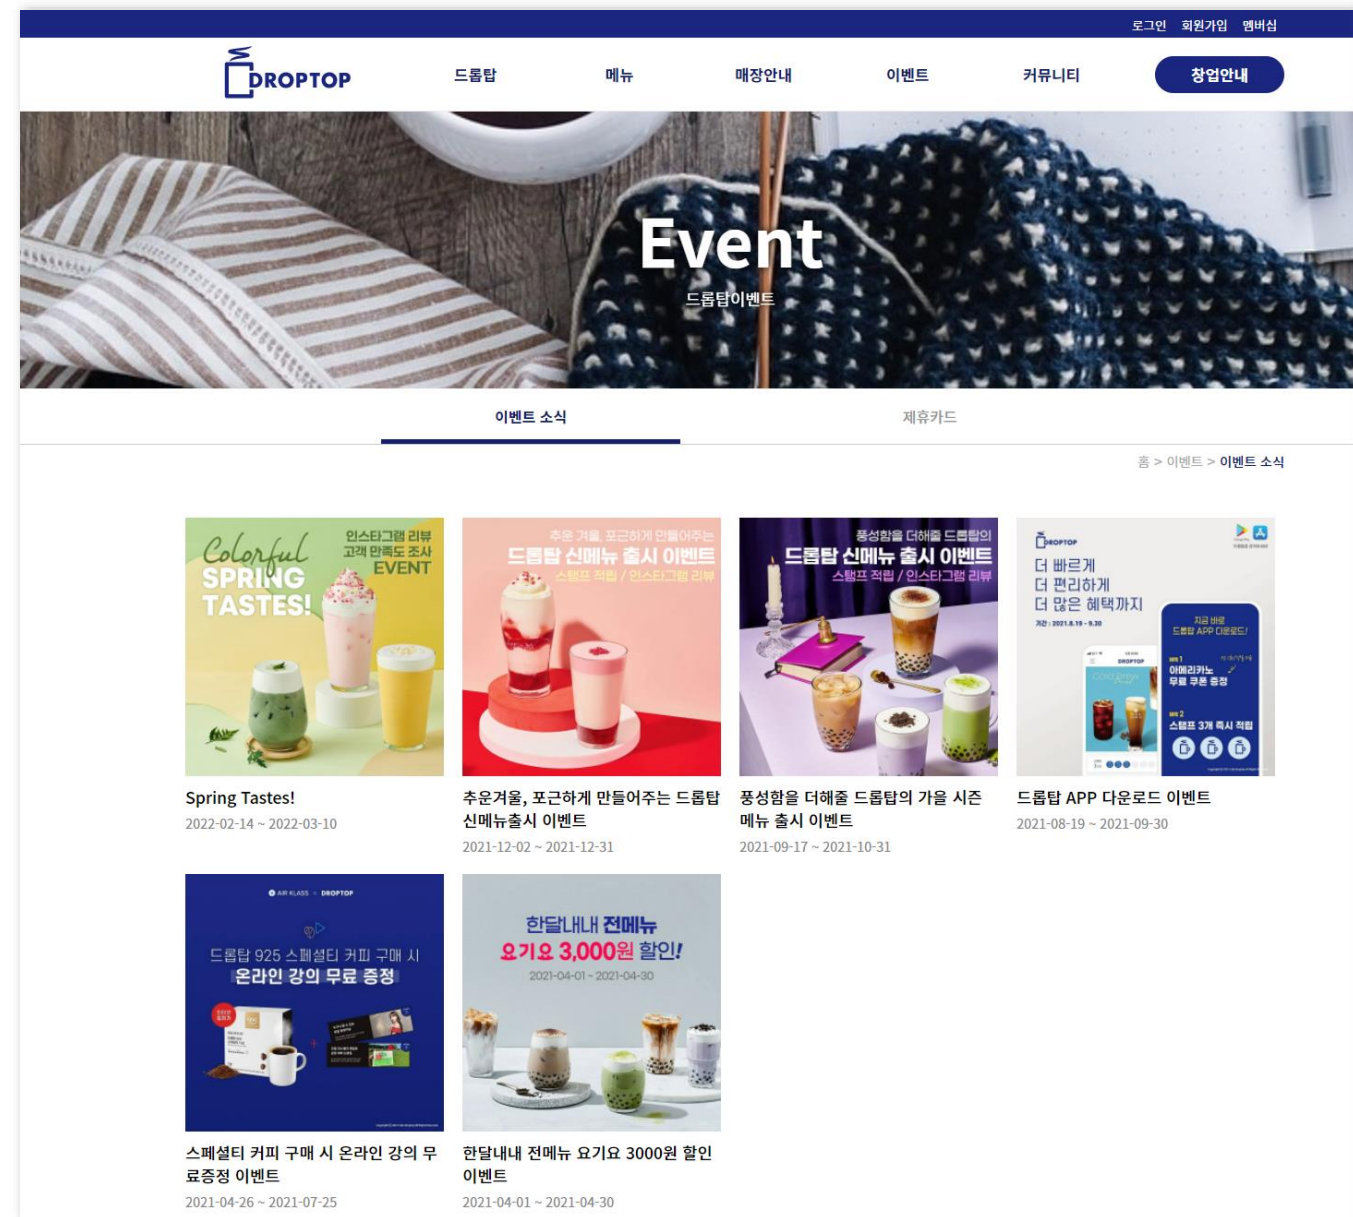 로그인 회원가입 멤버십
DROPTOP
드롭탑 메뉴 매장안내 이벤트 커뮤니티 창업안내
Event
드롭탑이벤트
이벤트 소식 제휴카드
홈 > 이벤트 > 이벤트 소식
Colorful
SPRING
TASTES!
인스타그램 리뷰
고객 만족도 조사
EVENT
Spring Tastes!
2022-02-14 ~ 2022-03-10
추운 겨울, 포근하게 만들어주는
드롭탑 신메뉴 출시 이벤트
스탬프 적립 / 인스타그램 리뷰
추운겨울, 포근하게 만들어주는 드롭탑
신메뉴출시 이벤트
2021-12-02 ~ 2021-12-31
풍성함을 더해줄 드롭탑의
드롭탑 신메뉴 출시 이벤트
스탬프 적립 / 인스타그램 리뷰
풍성함을 더해줄 드롭탑의 가을 시즌
메뉴 출시 이벤트
2021-09-17 ~ 2021-10-31
DROPTOP
더 빠르게
더 편리하게
더 많은 혜택까지
기간 : 2021.8.19 - 9.30
DROPTOP
지금 바로
드롭탑 APP 다운로드!
혜택 1
아메리카노
무료 쿠폰 증정
혜택 2
스탬프 3개 즉시 적립
드롭탑 APP 다운로드 이벤트
2021-08-19 ~ 2021-09-30
AIR KLASS × DROPTOP
드롭탑 925 스페셜티 커피 구매 시
온라인 강의 무료 증정
스페셜티 커피 구매 시 온라인 강의 무
료증정 이벤트
2021-04-26 ~ 2021-07-25
한달내내 전메뉴
요기요 3,000원 할인!
2021-04-01 ~ 2021-04-30
한달내내 전메뉴 요기요 3000원 할인
이벤트
2021-04-01 ~ 2021-04-30